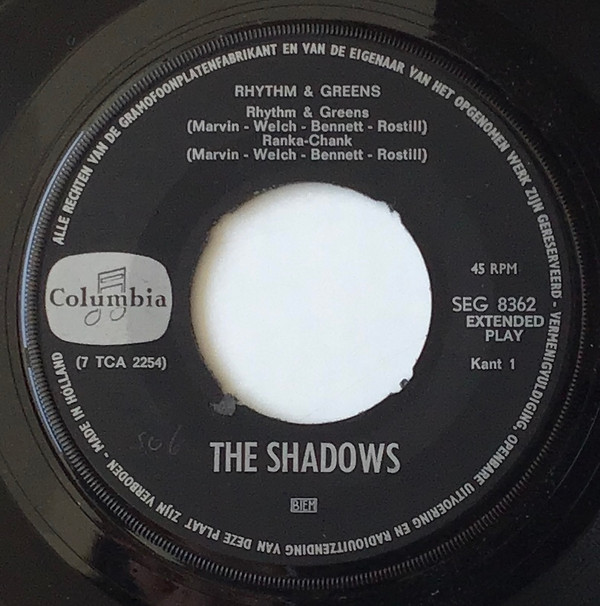 ALLE RECHTEN VAN DE GRAMOFOONPLATENFABRIKANT EN VAN DE EIGENAAR VAN HET OPGENOMEN WERK ZIJN GERESERVEERD - VERMENIGVULDIGING, OPENBARE UITVOERING EN RADIOUITZENDING VAN DEZE PLAAT ZIJN VERBODEN - MADE IN HOLLAND
RHYTHM & GREENS
Rhythm & Greens
(Marvin - Welch - Bennett - Rostill)
Ranka-Chank
(Marvin - Welch - Bennett - Rostill)
Columbia
(7 TCA 2254)
45 RPM
SEG 8362
EXTENDED
PLAY
Kant 1
THE SHADOWS
BIEM